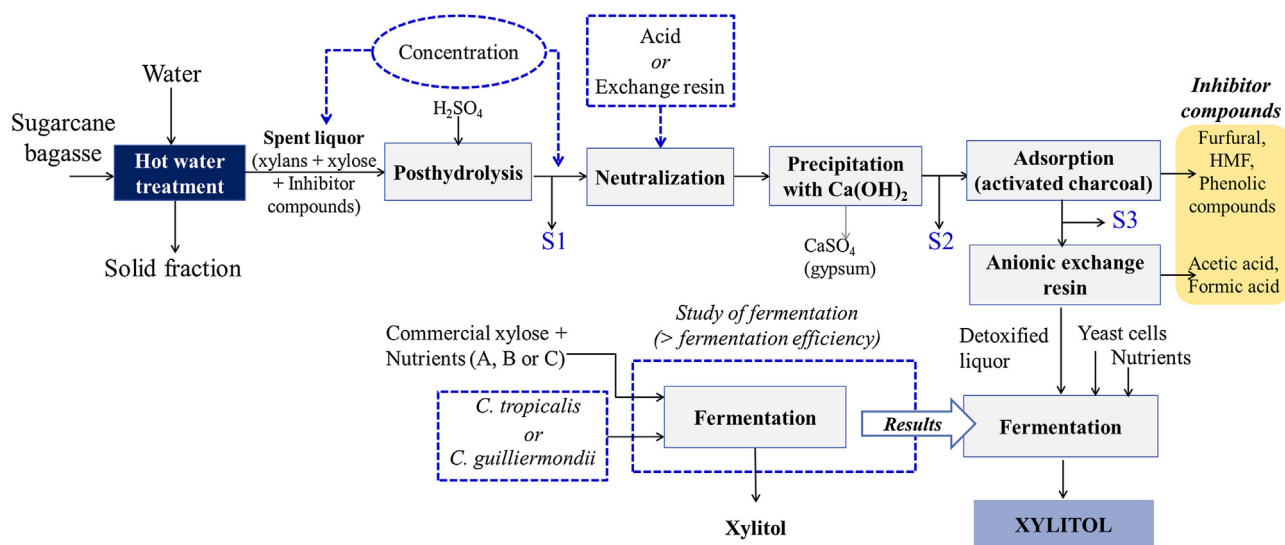 Concentration
Acid
or
Exchange resin
Water
H₂SO₄
Inhibitor
compounds
Sugarcane
bagasse
Hot water
treatment
Spent liquor
(xylans + xylose
+ Inhibitor
compounds)
Posthydrolysis
Neutralization
Precipitation
with Ca(OH)₂
Adsorption
(activated charcoal)
Furfural,
HMF,
Phenolic
compounds
S1
S2
S3
Solid fraction
CaSO₄
(gypsum)
Anionic exchange
resin
Acetic acid,
Formic acid
Study of fermentation
(> fermentation efficiency)
Commercial xylose +
Nutrients (A, B or C)
Detoxified
liquor
Yeast cells
Nutrients
C. tropicalis
or
C. guilliermondii
Fermentation
Results
Fermentation
Xylitol
XYLITOL